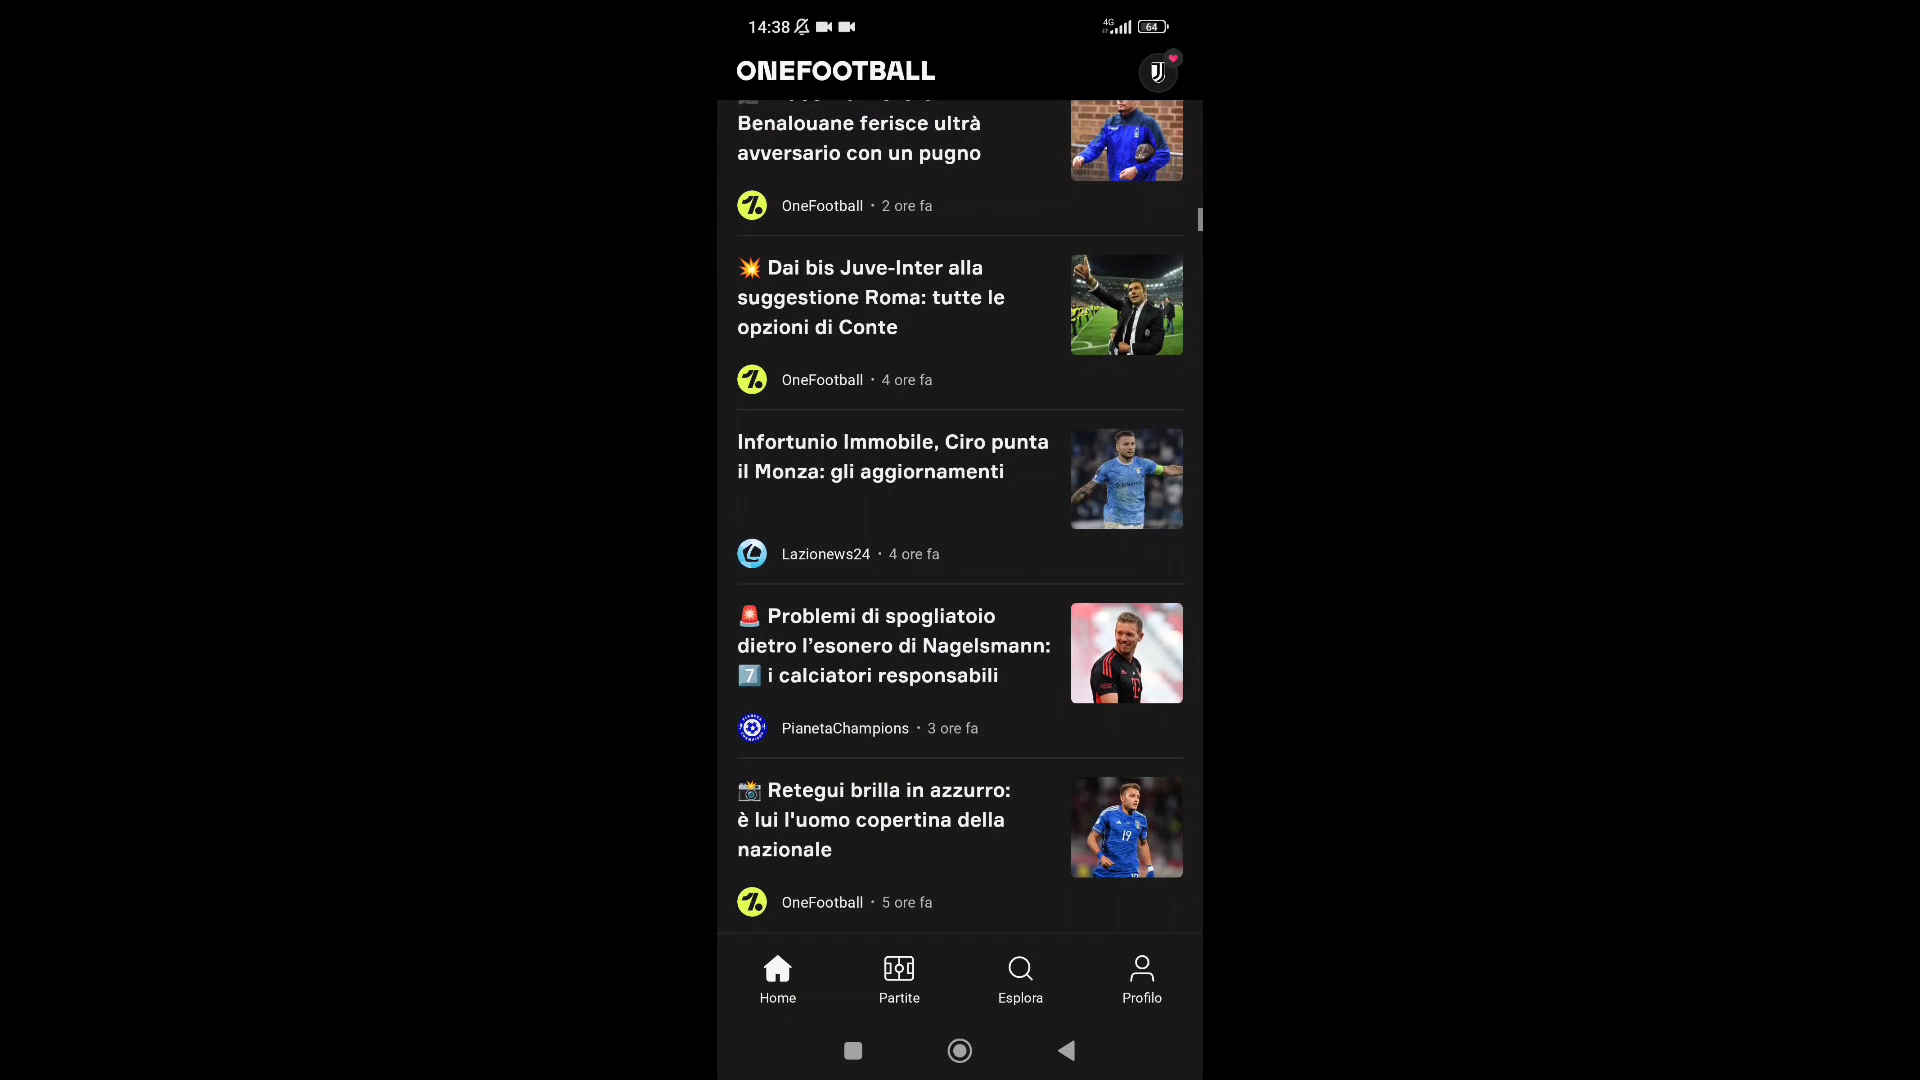 14:38
4G
64
ONEFOOTBALL
Benalouane ferisce ultrà
avversario con un pugno
OneFootball · 2 ore fa
💥 Dai bis Juve-Inter alla
suggestione Roma: tutte le
opzioni di Conte
OneFootball · 4 ore fa
Infortunio Immobile, Ciro punta
il Monza: gli aggiornamenti
Lazionews24 · 4 ore fa
🚨 Problemi di spogliatoio
dietro l’esonero di Nagelsmann:
7️⃣ i calciatori responsabili
PianetaChampions · 3 ore fa
📸 Retegui brilla in azzurro:
è lui l'uomo copertina della
nazionale
19
OneFootball · 5 ore fa
Home
Partite
Esplora
Profilo